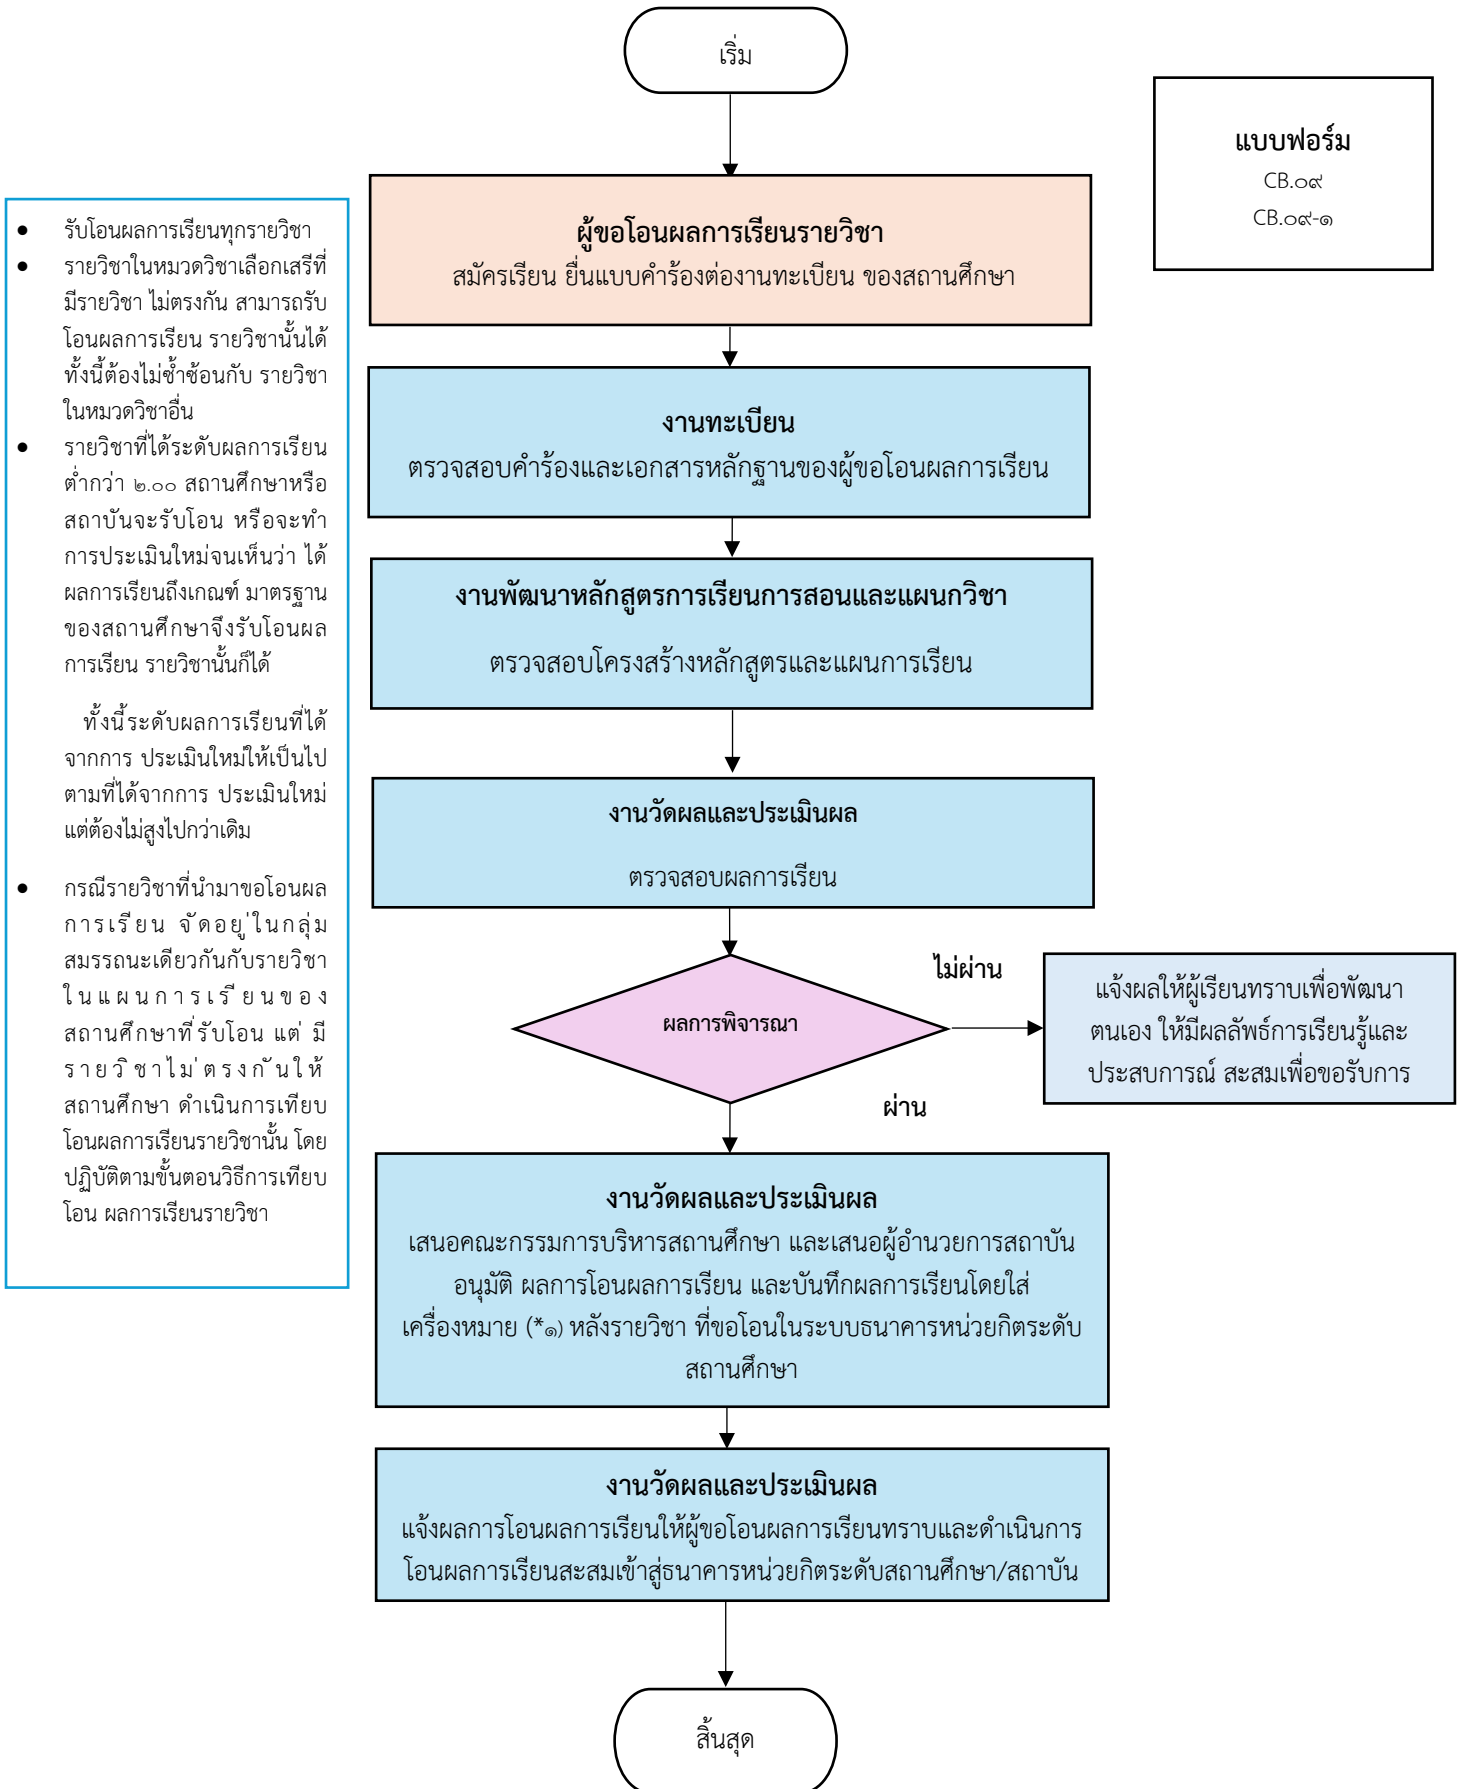 เริ่ม
แบบฟอร์ม
CB.๐๙
CB.๐๙-๑
ผู้ขอโอนผลการเรียนรายวิชา
สมัครเรียน ยื่นแบบคำร้องต่องานทะเบียน ของสถานศึกษา
• รับโอนผลการเรียนทุกรายวิชา
• รายวิชาในหมวดวิชาเลือกเสรีที่
มีรายวิชา ไม่ตรงกัน สามารถรับ
โอนผลการเรียน รายวิชานั้นได้
ทั้งนี้ต้องไม่ซ้ำซ้อนกับ รายวิชา
ในหมวดวิชาอื่น
• รายวิชาที่ได้ระดับผลการเรียน
ต่ำกว่า ๒.๐๐ สถานศึกษาหรือ
สถาบันจะรับโอน หรือจะทำ
การประเมินใหม่จนเห็นว่า ได้
ผลการเรียนถึงเกณฑ์ มาตรฐาน
ของสถานศึกษาจึงรับโอนผล
การเรียน รายวิชานั้นก็ได้
ทั้งนี้ระดับผลการเรียนที่ได้
จากการ ประเมินใหม่ให้เป็นไป
ตามที่ได้จากการ ประเมินใหม่
แต่ต้องไม่สูงไปกว่าเดิม
• กรณีรายวิชาที่นำมาขอโอนผล
การเรียน จัดอยู่ในกลุ่ม
สมรรถนะเดียวกันกับรายวิชา
ในแผนการเรียนของ
สถานศึกษาที่รับโอน แต่ มี
รายวิชาไม่ตรงกันให้
สถานศึกษา ดำเนินการเทียบ
โอนผลการเรียนรายวิชานั้น โดย
ปฏิบัติตามขั้นตอนวิธีการเทียบ
โอน ผลการเรียนรายวิชา
งานทะเบียน
ตรวจสอบคำร้องและเอกสารหลักฐานของผู้ขอโอนผลการเรียน
งานพัฒนาหลักสูตรการเรียนการสอนและแผนกวิชา
ตรวจสอบโครงสร้างหลักสูตรและแผนการเรียน
งานวัดผลและประเมินผล
ตรวจสอบผลการเรียน
ผลการพิจารณา
ไม่ผ่าน
แจ้งผลให้ผู้เรียนทราบเพื่อพัฒนา
ตนเอง ให้มีผลลัพธ์การเรียนรู้และ
ประสบการณ์ สะสมเพื่อขอรับการ
ผ่าน
งานวัดผลและประเมินผล
เสนอคณะกรรมการบริหารสถานศึกษา และเสนอผู้อำนวยการสถาบัน
อนุมัติ ผลการโอนผลการเรียน และบันทึกผลการเรียนโดยใส่
เครื่องหมาย (*๑) หลังรายวิชา ที่ขอโอนในระบบธนาคารหน่วยกิตระดับ
สถานศึกษา
งานวัดผลและประเมินผล
แจ้งผลการโอนผลการเรียนให้ผู้ขอโอนผลการเรียนทราบและดำเนินการ
โอนผลการเรียนสะสมเข้าสู่ธนาคารหน่วยกิตระดับสถานศึกษา/สถาบัน
สิ้นสุด